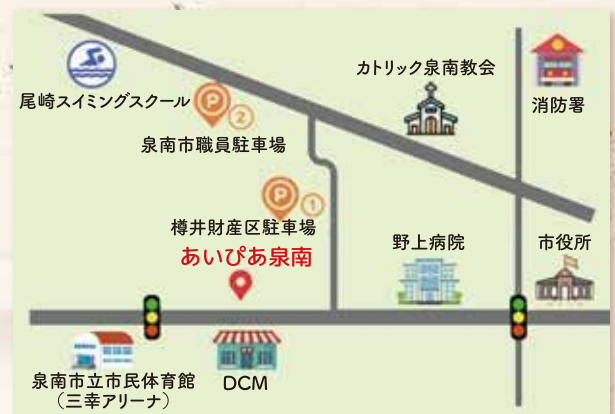 尾崎スイミングスクール
P
2
泉南市職員駐車場
カトリック泉南教会
消防署
P
1
樽井財産区駐車場
あいぴあ泉南
野上病院
市役所
泉南市立市民体育館
（三幸アリーナ）
DCM